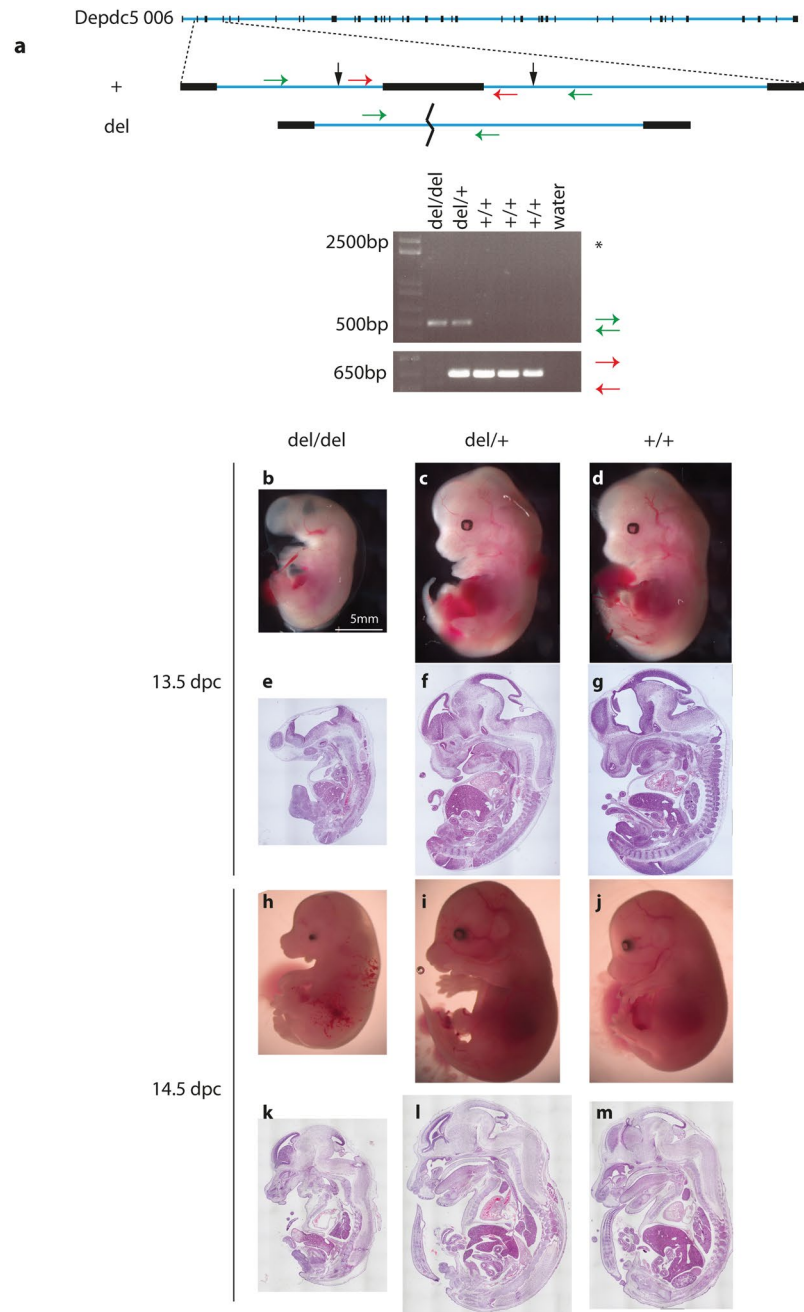 Depdc5 006
a
+
del
del/del
del/+
+/+
+/+
+/+
water
2500bp
*
500bp
650bp
del/del
del/+
+/+
b
c
d
5mm
13.5 dpc
e
f
g
h
i
j
14.5 dpc
k
l
m